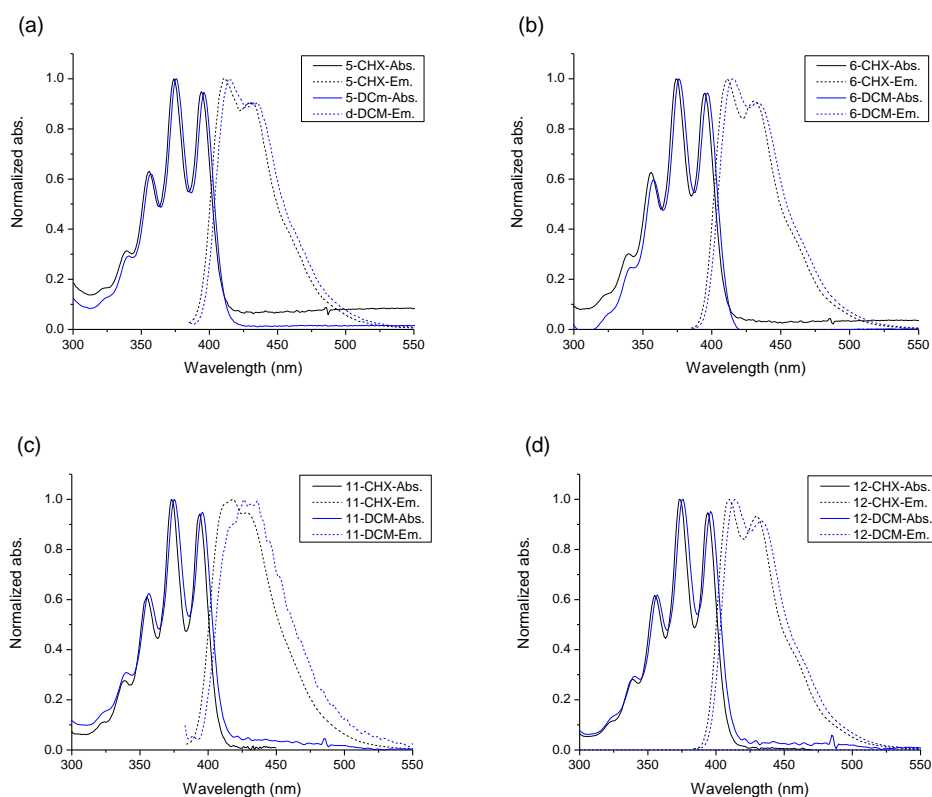 (a)
5-CHX-Abs.
5-CHX-Em.
5-DCm-Abs.
d-DCM-Em.
Normalized abs.
1.0
0.8
0.6
0.4
0.2
0.0
300 350 400 450 500 550
Wavelength (nm)
(b)
6-CHX-Abs.
6-CHX-Em.
6-DCM-Abs.
6-DCM-Em.
Normalized abs.
1.0
0.8
0.6
0.4
0.2
0.0
300 350 400 450 500 550
Wavelength (nm)
(c)
11-CHX-Abs.
11-CHX-Em.
11-DCM-Abs.
11-DCM-Em.
Normalized abs.
1.0
0.8
0.6
0.4
0.2
0.0
300 350 400 450 500 550
Wavelength (nm)
(d)
12-CHX-Abs.
12-CHX-Em.
12-DCM-Abs.
12-DCM-Em.
Normalized abs.
1.0
0.8
0.6
0.4
0.2
0.0
300 350 400 450 500 550
Wavelength (nm)